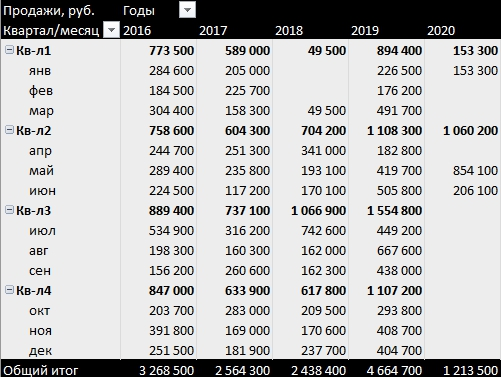 Продажи, руб. Годы
Квартал/месяц 2016 2017 2018 2019 2020
Кв-л1 773 500 589 000 49 500 894 400 153 300
янв 284 600 205 000 226 500 153 300
фев 184 500 225 700 176 200
мар 304 400 158 300 49 500 491 700
Кв-л2 758 600 604 300 704 200 1 108 300 1 060 200
апр 244 700 251 300 341 000 182 800
май 289 400 235 800 193 100 419 700 854 100
июн 224 500 117 200 170 100 505 800 206 100
Кв-л3 889 400 737 100 1 066 900 1 554 800
июл 534 900 316 200 742 600 449 200
авг 198 300 160 300 162 000 667 600
сен 156 200 260 600 162 300 438 000
Кв-л4 847 000 633 900 617 800 1 107 200
окт 203 700 283 000 209 500 293 800
ноя 391 800 169 000 170 600 408 700
дек 251 500 181 900 237 700 404 700
Общий итог 3 268 500 2 564 300 2 438 400 4 664 700 1 213 500